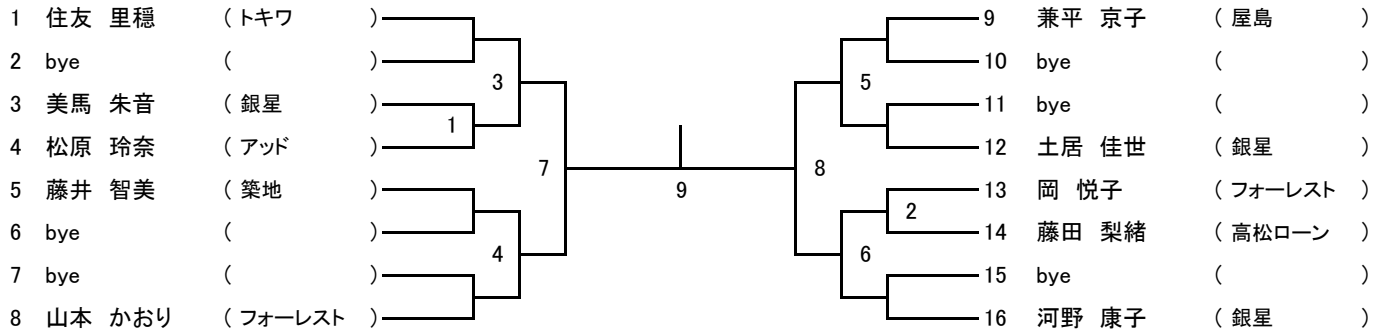 1 住友 里穏 ( トキワ )
2 bye ( )
3 美馬 朱音 ( 銀星 )
4 松原 玲奈 ( アッド )
5 藤井 智美 ( 築地 )
6 bye ( )
7 bye ( )
8 山本 かおり ( フォーレスト )
3
1
7
4
9
5
8
2
6
9 兼平 京子 ( 屋島 )
10 bye ( )
11 bye ( )
12 土居 佳世 ( 銀星 )
13 岡 悦子 ( フォーレスト )
14 藤田 梨緒 ( 高松ローン )
15 bye ( )
16 河野 康子 ( 銀星 )